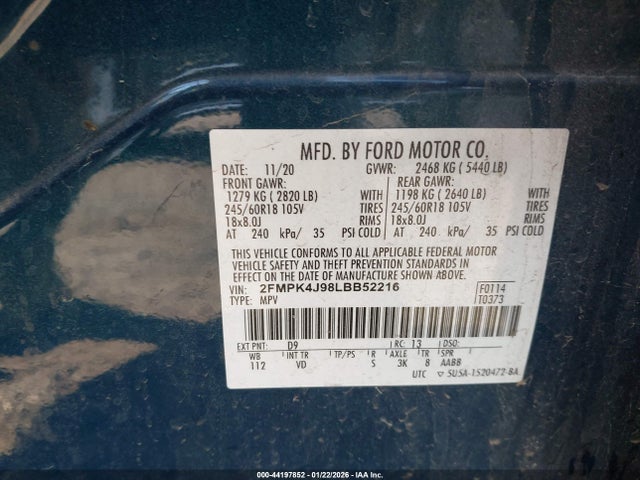 MFD. BY FORD MOTOR CO.
DATE: 11/20 GVWR: 2468 KG ( 5440 LB)
FRONT GAWR: REAR GAWR:
1279 KG ( 2820 LB) WITH 1198 KG ( 2640 LB) WITH
245/60R18 105V TIRES 245/60R18 105V TIRES
18x8.0J RIMS 18x8.0J RIMS
AT 240 kPa/ 35 PSI COLD AT 240 kPa/ 35 PSI COLD
THIS VEHICLE CONFORMS TO ALL APPLICABLE FEDERAL MOTOR
VEHICLE SAFETY AND THEFT PREVENTION STANDARDS IN
EFFECT ON THE DATE OF MANUFACTURE SHOWN ABOVE.
VIN: 2FMPK4J98LBB52216 F0114
TYPE: MPV T0373
EXT PNT: D9 RC: 13 DSO:
WB INT TR TP/PS R AXLE TR SPR
112 VD S 3K 8 AABB
UTC ▽ 5U5A-1520472-BA
000-44197852 | 01/22/2026 - IAA Inc.